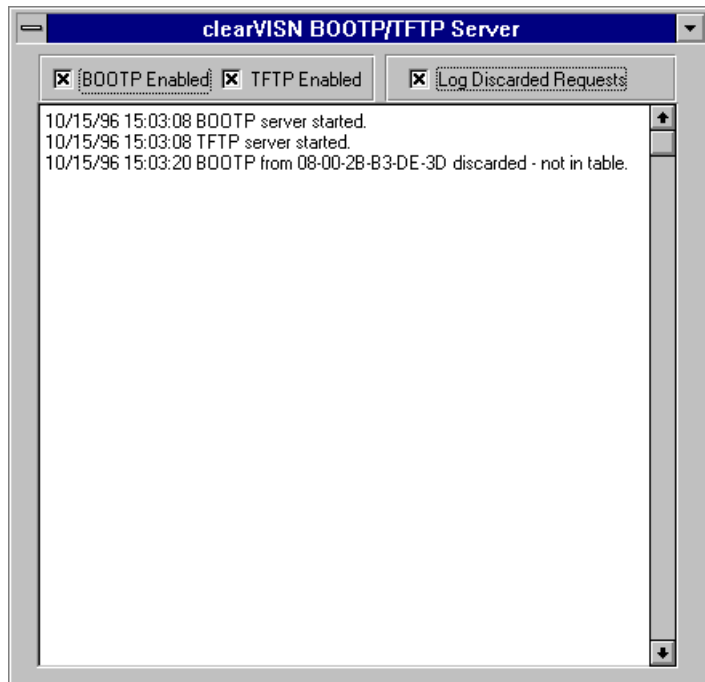 clearVISN BOOTP/TFTP Server
BOOTP Enabled TFTP Enabled Log Discarded Requests
10/15/96 15:03:08 BOOTP server started.
10/15/96 15:03:08 TFTP server started.
10/15/96 15:03:20 BOOTP from 08-00-2B-B3-DE-3D discarded - not in table.